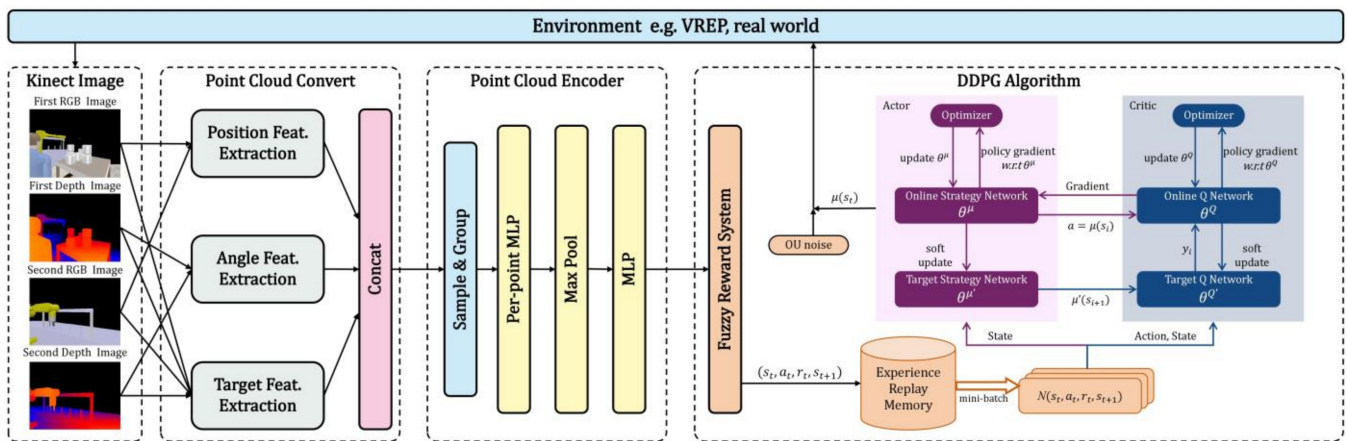 Environment e.g. VREP, real world
Kinect Image
First RGB Image
First Depth Image
Second RGB Image
Second Depth Image
Point Cloud Convert
Position Feat.
Extraction
Angle Feat.
Extraction
Target Feat.
Extraction
Concat
Point Cloud Encoder
Sample & Group
Per-point MLP
Max Pool
MLP
DDPG Algorithm
Fuzzy Reward System
μ(s_t)
OU noise
Actor
Optimizer
update θ^μ
policy gradient
w.r.t θ^μ
Online Strategy Network
θ^μ
soft
update
Target Strategy Network
θ^μ'
Gradient
a = μ(s_i)
μ'(s_{i+1})
Critic
Optimizer
update θ^Q
policy gradient
w.r.t θ^Q
Online Q Network
θ^Q
y_i
soft
update
Target Q Network
θ^Q'
State
Action, State
(s_t, a_t, r_t, s_{t+1})
Experience
Replay
Memory
mini-batch
N(s_t, a_t, r_t, s_{t+1})